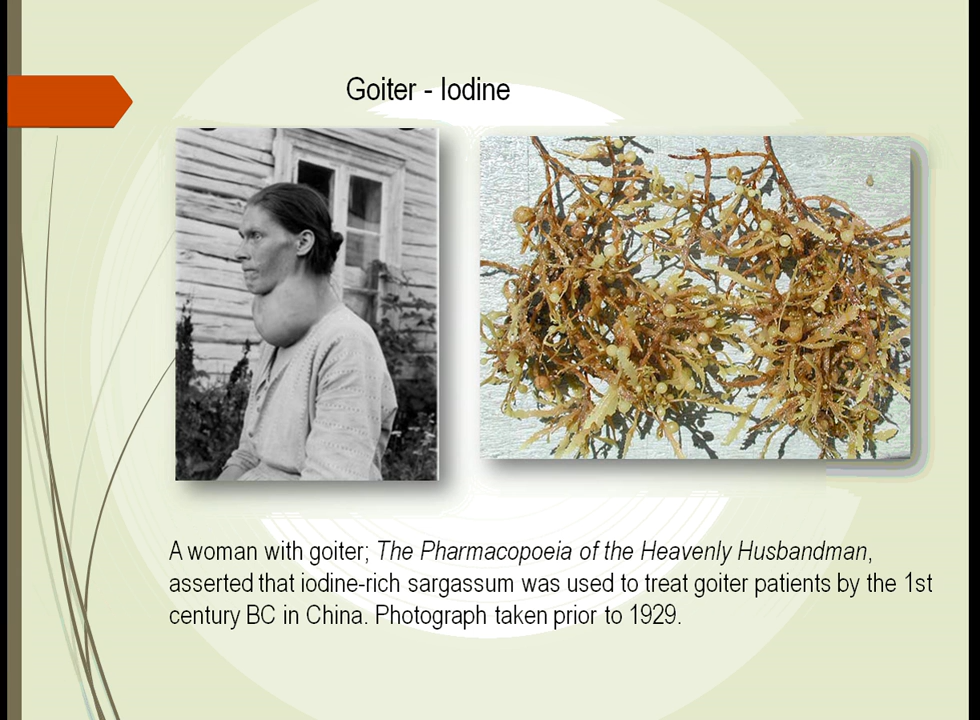 Goiter - Iodine
A woman with goiter; The Pharmacopoeia of the Heavenly Husbandman,
asserted that iodine-rich sargassum was used to treat goiter patients by the 1st
century BC in China. Photograph taken prior to 1929.